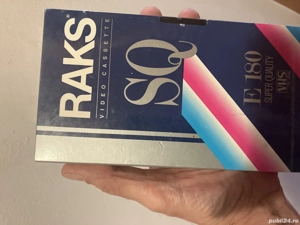 RAKS
VIDEO CASSETTE
SQ
E 180
SUPER QUALITY
VHS
publi24.ro